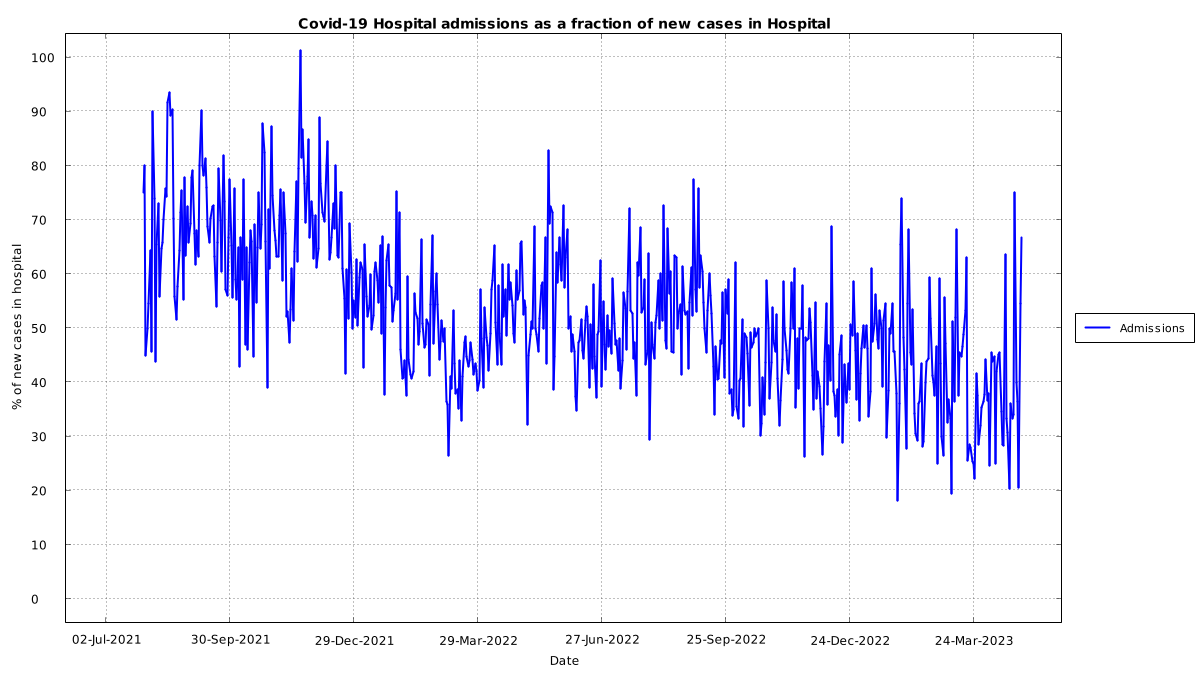 Covid-19 Hospital admissions as a fraction of new cases in Hospital
100
90
80
70
60
50
40
30
20
10
0
% of new cases in hospital
02-Jul-2021
30-Sep-2021
29-Dec-2021
29-Mar-2022
27-Jun-2022
25-Sep-2022
24-Dec-2022
24-Mar-2023
Date
Admissions